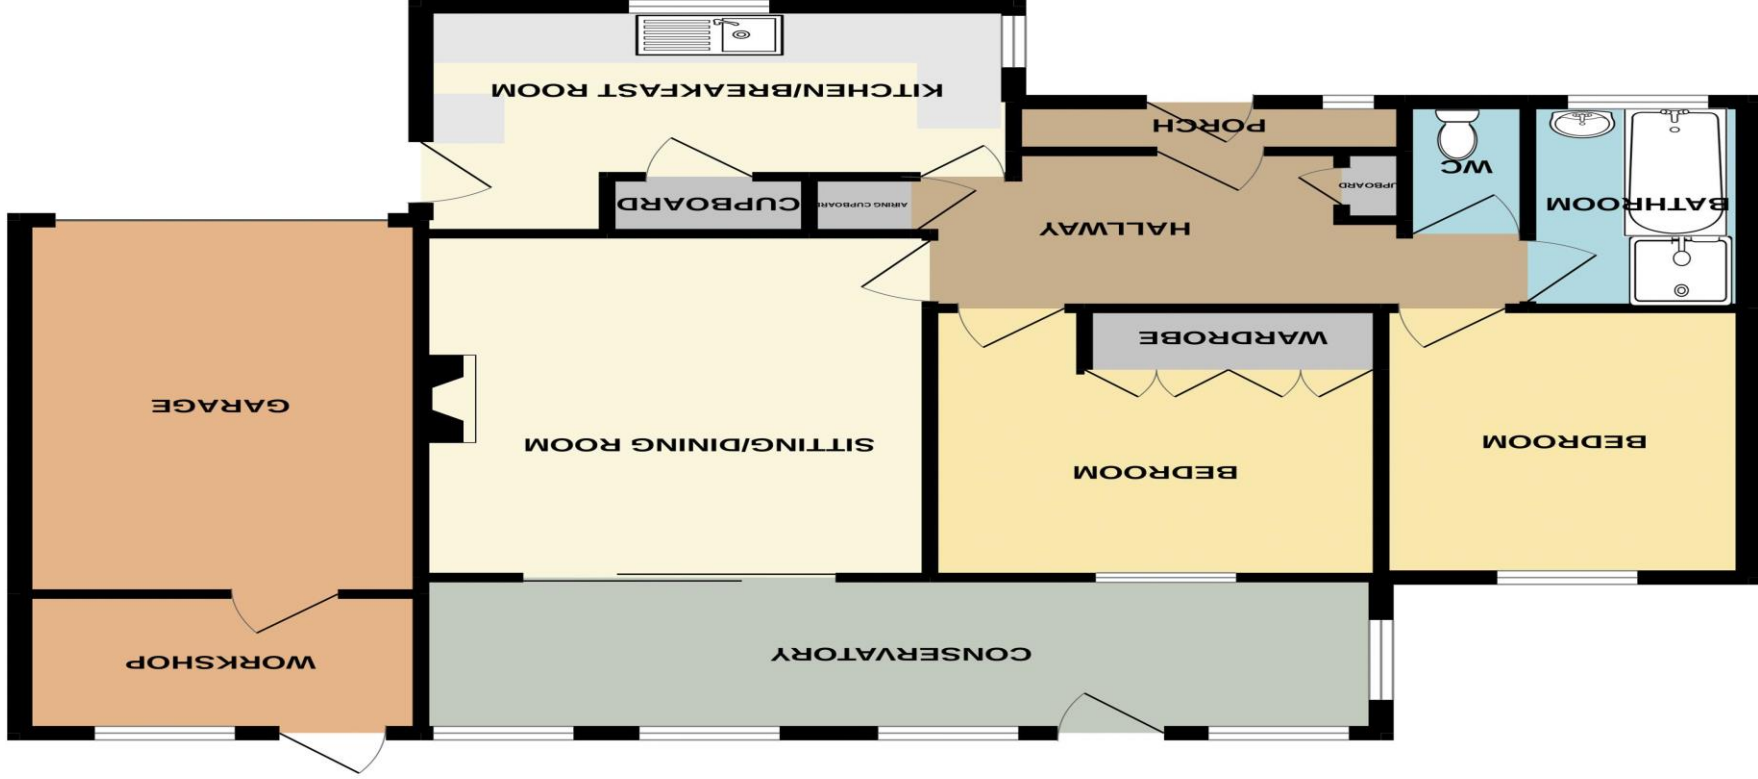 KITCHEN/BREAKFAST ROOM
PORCH
WC
UPBOARD
CUPBOARD
AIRING CUPBOARD
BATHROOM
HALLWAY
WARDROBE
GARAGE
SITTING/DINING ROOM
BEDROOM
BEDROOM
CONSERVATORY
WORKSHOP